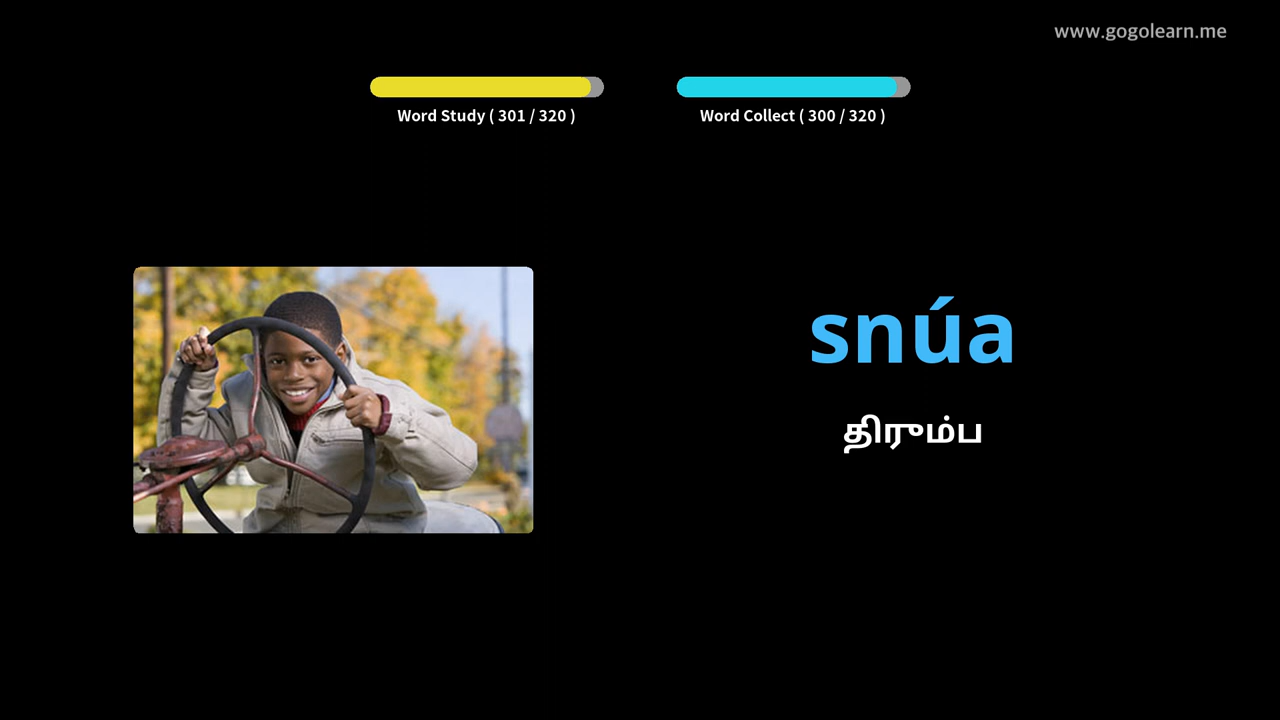 www.gogolearn.me
Word Study ( 301 / 320 )
Word Collect ( 300 / 320 )
snúa
திரும்ப